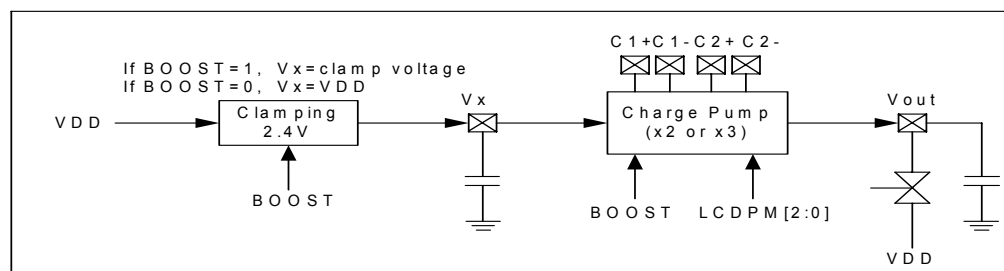 C1+ C1- C2+ C2-
If BOOST=1, Vx=clamp voltage
If BOOST=0, Vx=VDD
VDD
Clamping
2.4V
Vx
Charge Pump
(x2 or x3)
Vout
BOOST
BOOST
LCDPM[2:0]
VDD